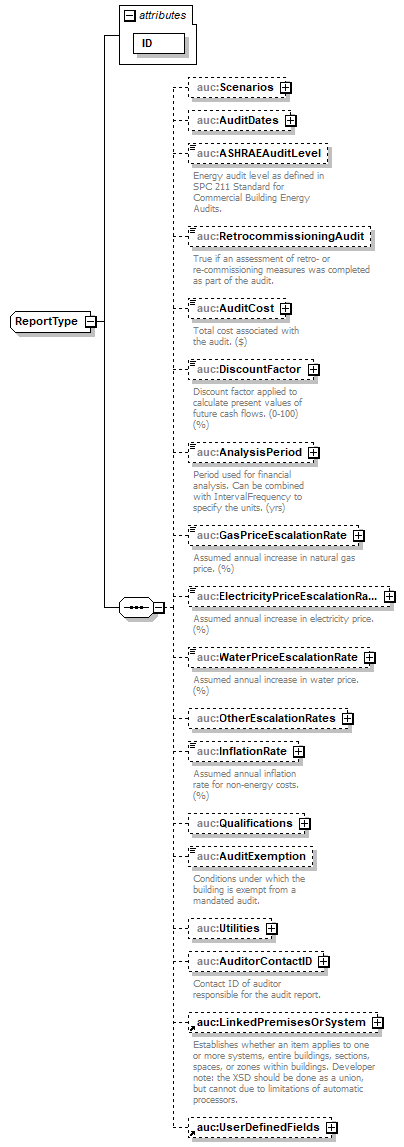 attributes
ID
auc:Scenarios
auc:AuditDates
auc:ASHRAEAuditLevel
Energy audit level as defined in
SPC 211 Standard for
Commercial Building Energy
Audits.
auc:RetrocommissioningAudit
True if an assessment of retro- or
re-commissioning measures was completed
as part of the audit.
ReportType
auc:AuditCost
Total cost associated with
the audit. ($)
auc:DiscountFactor
Discount factor applied to
calculate present values of
future cash flows. (0-100)
(%)
auc:AnalysisPeriod
Period used for financial
analysis. Can be combined
with IntervalFrequency to
specify the units. (yrs)
auc:GasPriceEscalationRate
Assumed annual increase in natural gas
price. (%)
auc:ElectricityPriceEscalationRa...
Assumed annual increase in electricity price.
(%)
auc:WaterPriceEscalationRate
Assumed annual increase in water price.
(%)
auc:OtherEscalationRates
auc:InflationRate
Assumed annual inflation
rate for non-energy costs.
(%)
auc:Qualifications
auc:AuditExemption
Conditions under which the
building is exempt from a
mandated audit.
auc:Utilities
auc:AuditorContactID
Contact ID of auditor
responsible for the audit report.
auc:LinkedPremisesOrSystem
Establishes whether an item applies to one
or more systems, entire buildings, sections,
spaces, or zones within buildings. Developer
note: the XSD should be done as a union,
but cannot due to limitations of automatic
processors.
auc:UserDefinedFields